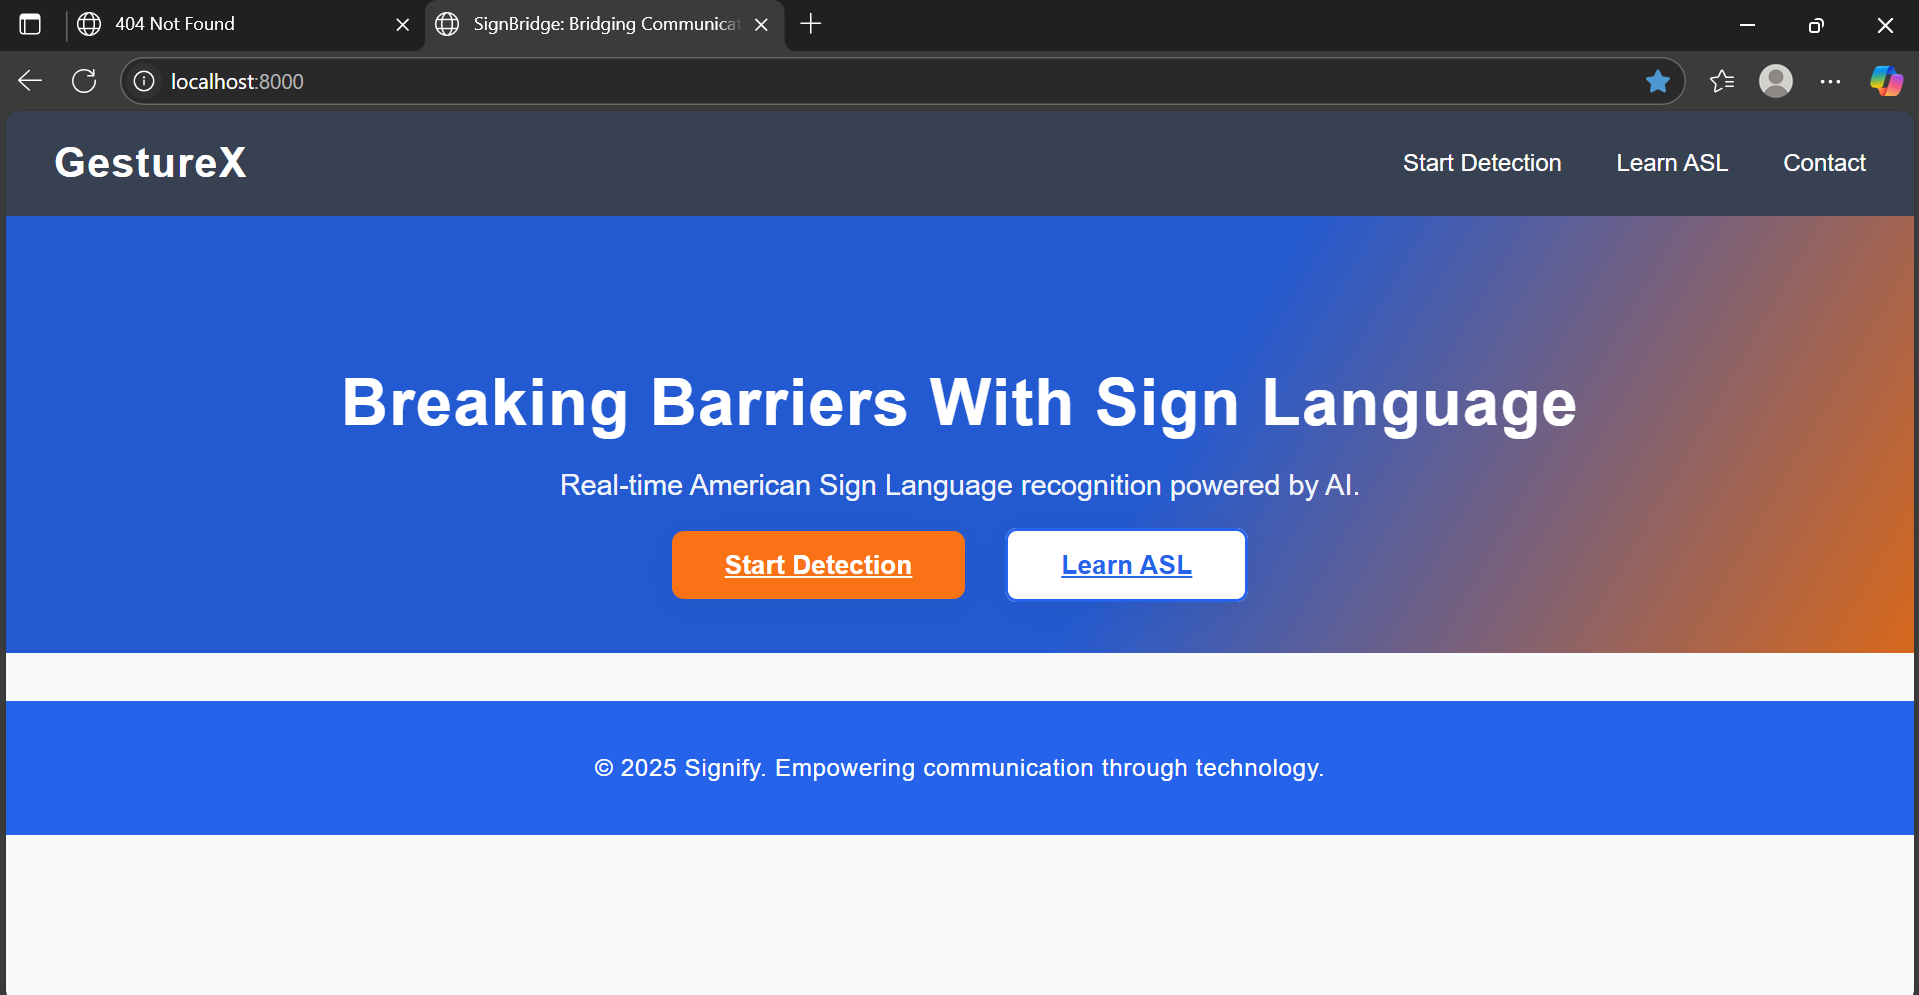 404 Not Found
SignBridge: Bridging Communica
localhost:8000
GestureX
Start Detection
Learn ASL
Contact
Breaking Barriers With Sign Language
Real-time American Sign Language recognition powered by AI.
Start Detection
Learn ASL
© 2025 Signify. Empowering communication through technology.